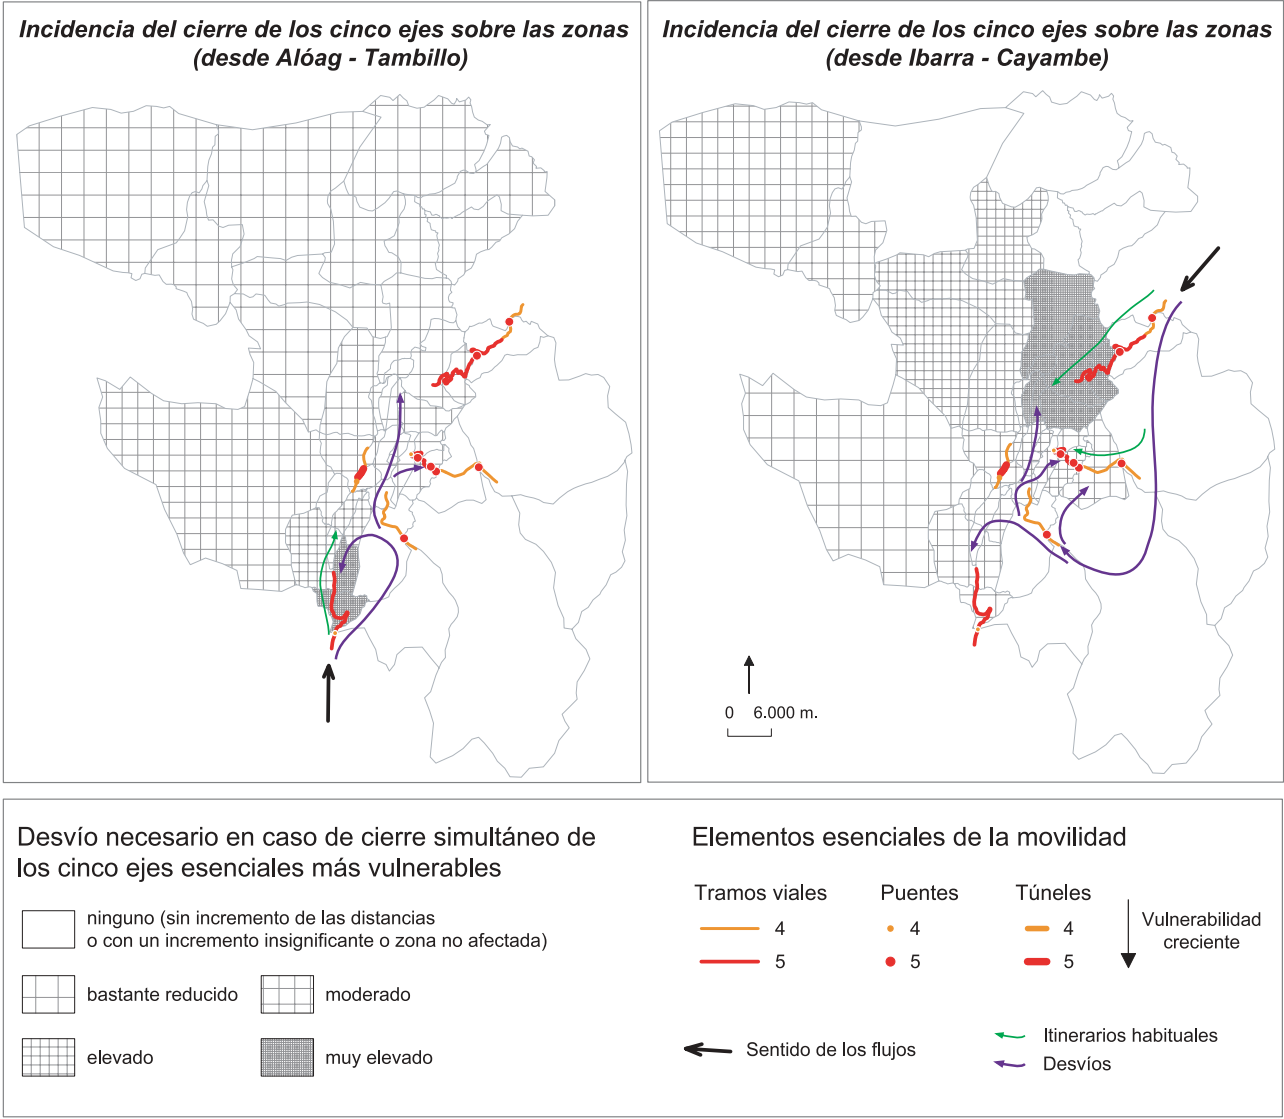 Incidencia del cierre de los cinco ejes sobre las zonas
(desde Alóag - Tambillo)
Incidencia del cierre de los cinco ejes sobre las zonas
(desde Ibarra - Cayambe)
0 6.000 m.
Desvío necesario en caso de cierre simultáneo de
los cinco ejes esenciales más vulnerables
ninguno (sin incremento de las distancias
o con un incremento insignificante o zona no afectada)
bastante reducido
moderado
elevado
muy elevado
Elementos esenciales de la movilidad
Tramos viales
Puentes
Túneles
4
4
4
5
5
5
Vulnerabilidad
creciente
Sentido de los flujos
Itinerarios habituales
Desvíos